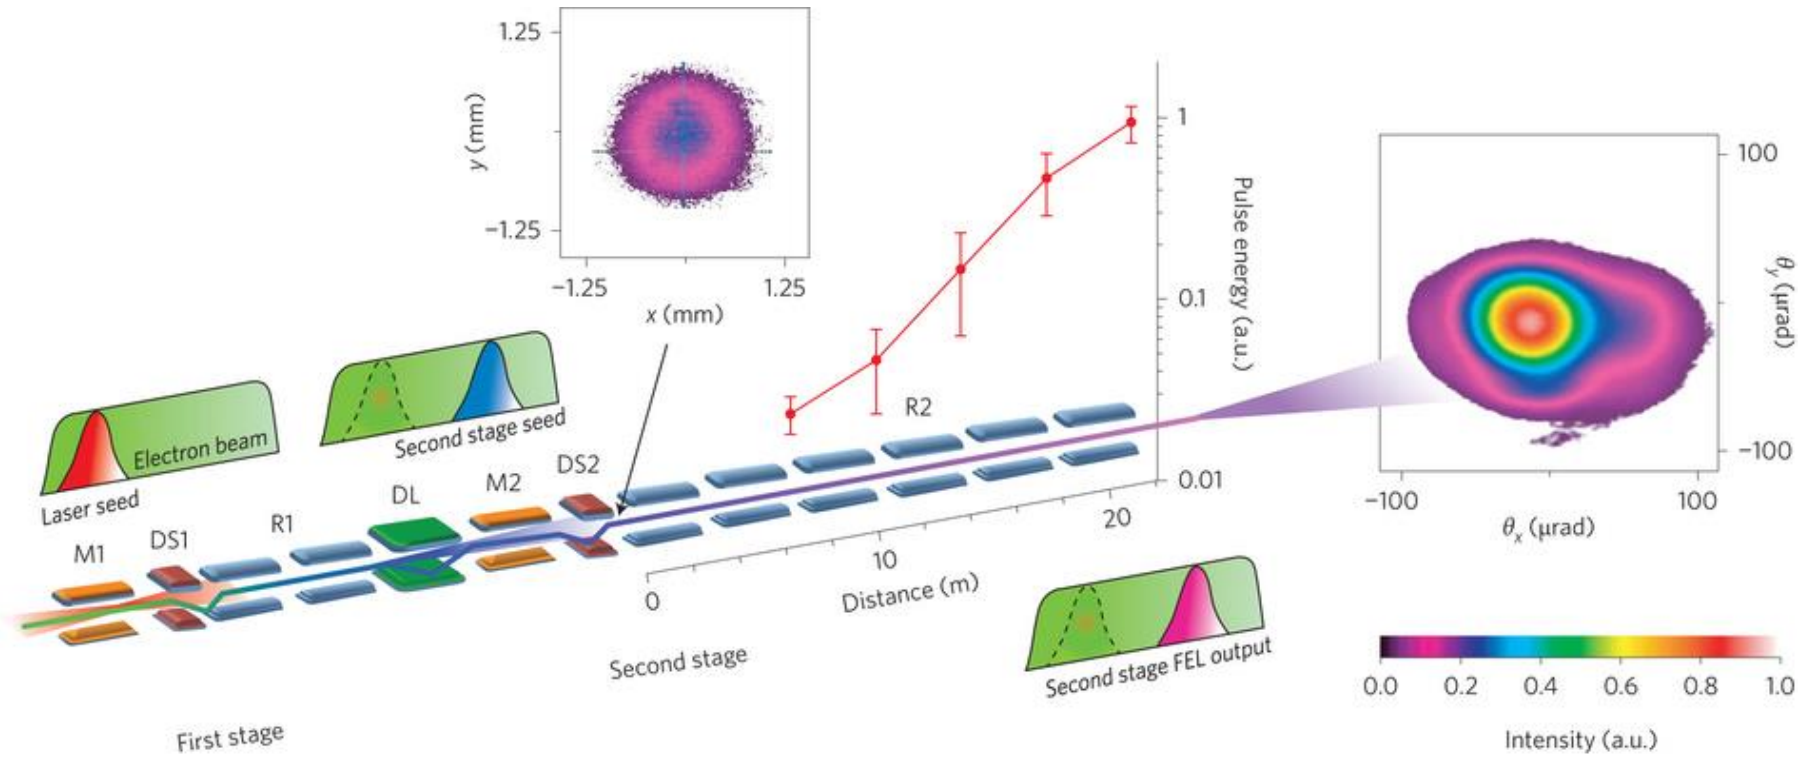 1.25
y (mm)
−1.25
−1.25
1.25
x (mm)
1
0.1
0.01
Pulse energy (a.u.)
100
θy (μrad)
−100
−100
100
θx (μrad)
Electron beam
Laser seed
Second stage seed
M1
DS1
R1
DL
M2
DS2
R2
0
10
20
Distance (m)
Second stage
First stage
Second stage FEL output
0.0
0.2
0.4
0.6
0.8
1.0
Intensity (a.u.)